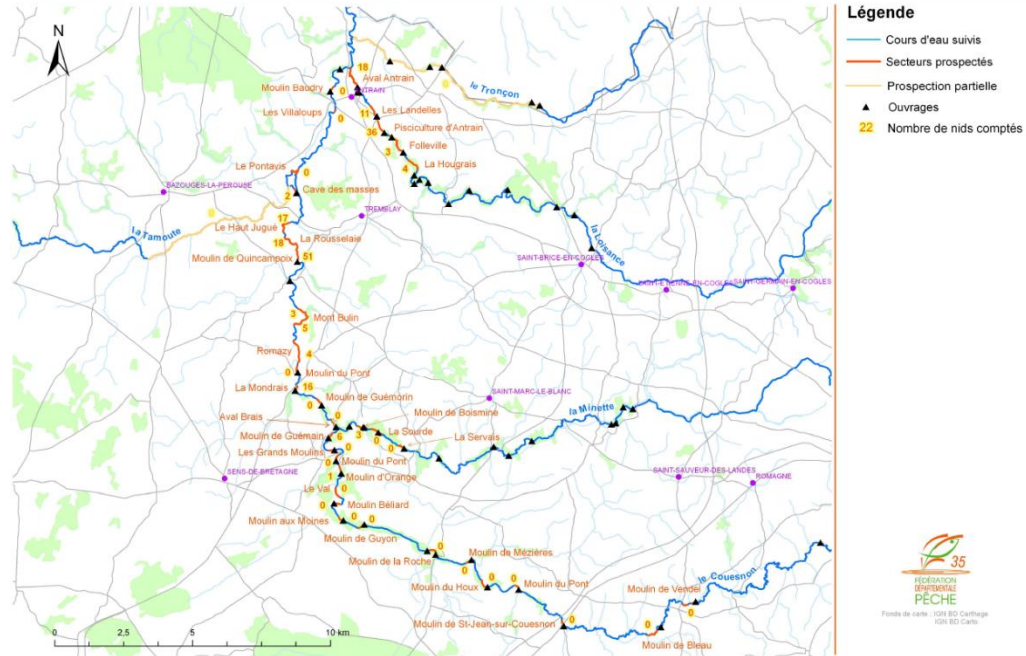 Légende
Cours d'eau suivis
Secteurs prospectés
Prospection partielle
Ouvrages
22 Nombre de nids comptés
N
18
Aval Antrain
le Tronçon
0
Moulin Baudry
0
Les Villaloups
0
11
Les Landelles
36
Pisciculture d'Antrain
3
Folleville
4
La Hougrais
Le Pontavis
0
BAZOUGES-LA-PEROUSE
2
Cave des masses
0
17
TREMBLAY
la Tamoute
Le Haut Jugué
la Loisance
18
La Rousselaie
Moulin de Quincampoix
51
SAINT-BRICE-EN-COGLES
SAINT-ETIENNE-EN-COGLES
SAINT-GERMAIN-EN-COGLES
3
Mont Bulin
5
Romazy
4
0
Moulin du Pont
La Mondrais
16
Moulin de Guémorin
0
SAINT-MARC-LE-BLANC
la Minette
0
Moulin de Boismine
Aval Brais
La Sourde
Moulin de Guémain
6
3
0
0
La Servais
Les Grands Moulins
0
0
Moulin du Pont
SENS-DE-BRETAGNE
1
Moulin d'Orange
SAINT-SAUVEUR-DES-LANDES
ROMAGNE
Le Val
0
0
Moulin Béliard
Moulin aux Moines
0
0
Moulin de Guyon
0
Moulin de la Roche
Moulin de Mézières
0
0
0
Moulin du Houx
Moulin du Pont
Moulin de Vendel
le Couesnon
0
0
Moulin de St-Jean-sur-Couesnon
0
0
Moulin de Bleau
0 2,5 5 10 km
35
FÉDÉRATION
DÉPARTEMENTALE
PÊCHE
Fonds de carte : IGN BD Carthage
IGN BD Carto